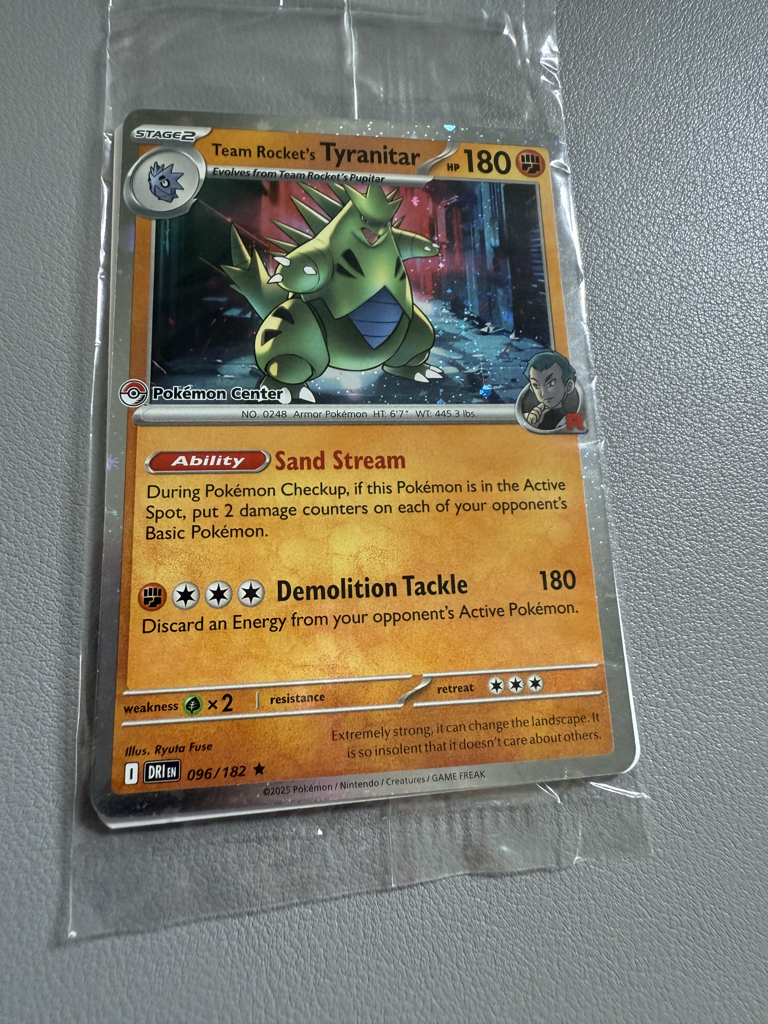 STAGE2
Team Rocket's Tyranitar
HP 180
Evolves from Team Rocket's Pupitar
Pokémon Center
NO. 0248 Armor Pokémon HT: 6'7" WT: 445.3 lbs
R
Ability Sand Stream
During Pokémon Checkup, if this Pokémon is in the Active
Spot, put 2 damage counters on each of your opponent's
Basic Pokémon.
Demolition Tackle 180
Discard an Energy from your opponent's Active Pokémon.
weakness ×2 resistance retreat
Extremely strong, it can change the landscape. It
is so insolent that it doesn't care about others.
Illus. Ryuta Fuse
I DRI EN 096/182 ★
©2025 Pokémon / Nintendo / Creatures / GAME FREAK